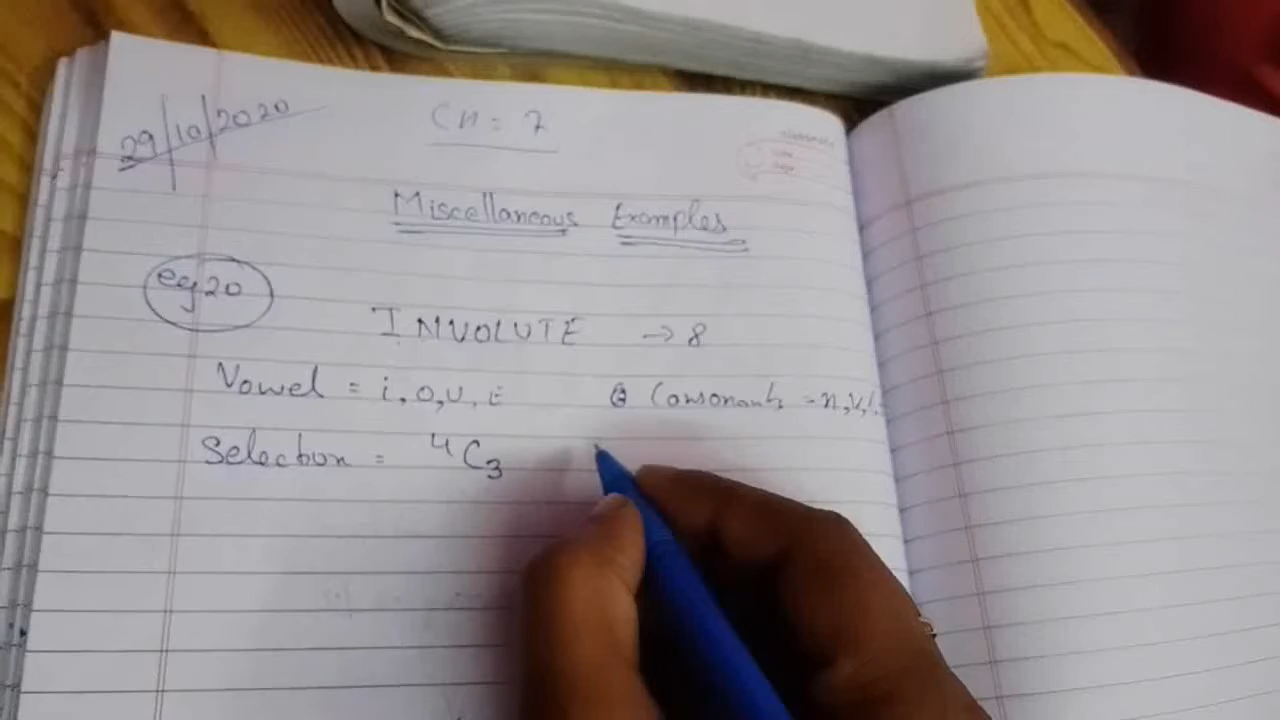 29/10/2020
Ch = 7
Miscellaneous Examples
eg 20
INVOLUTE → 8
Vowel = i, o, u, E Consonants = n, v, l
Selection = ⁴C₃